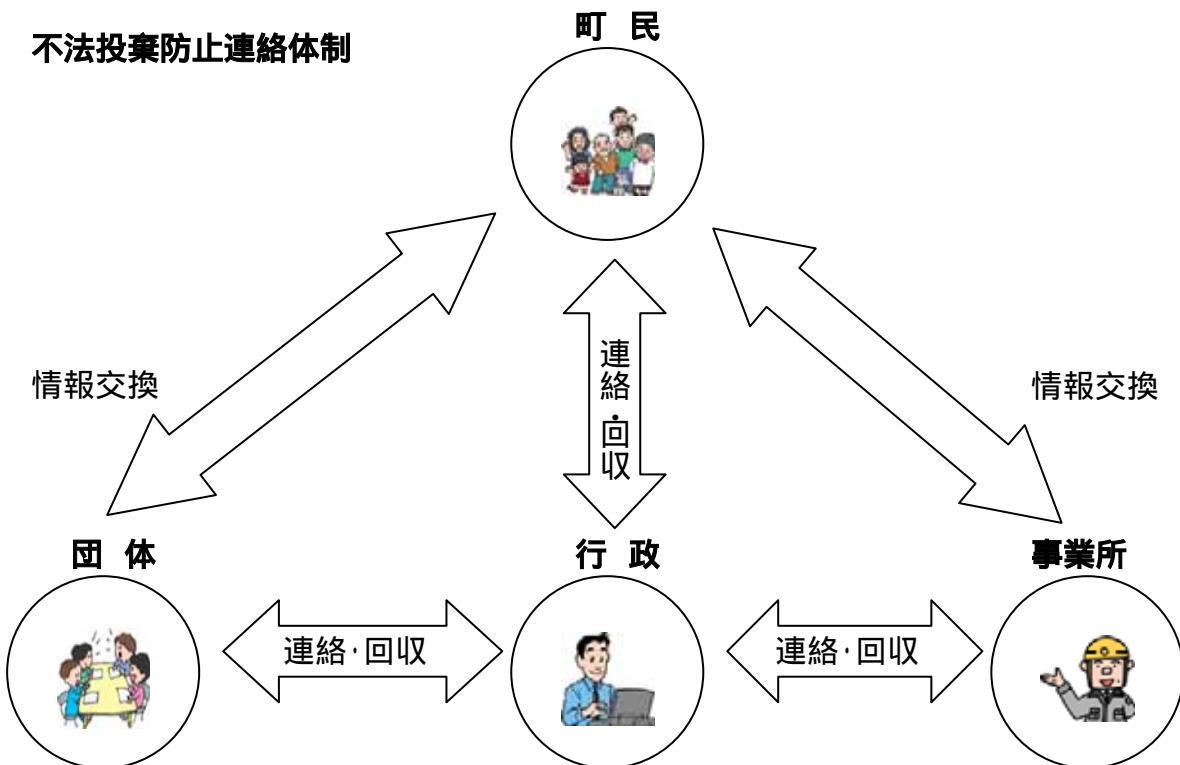 不法投棄防止連絡体制
町 民
連絡・回収
情報交換
情報交換
団 体
行 政
事業所
連絡・回収
連絡・回収